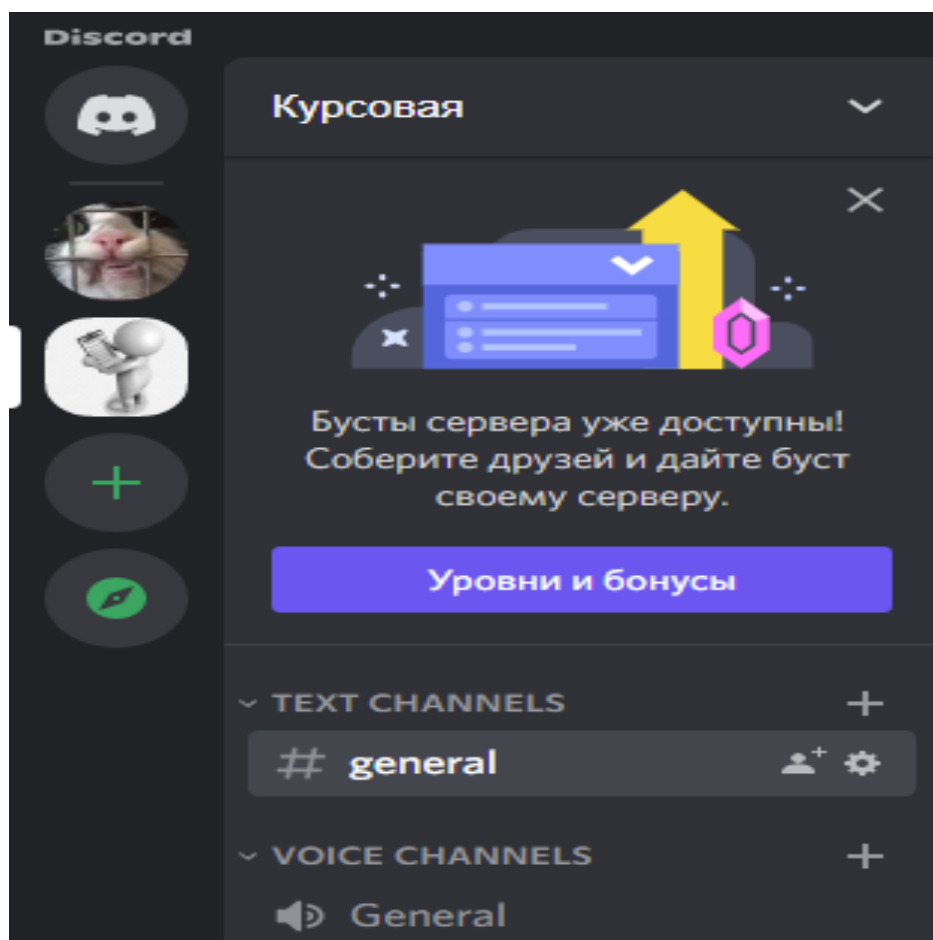 Discord
Курсовая
Бусты сервера уже доступны!
Соберите друзей и дайте буст
своему серверу.
Уровни и бонусы
TEXT CHANNELS
# general
VOICE CHANNELS
General